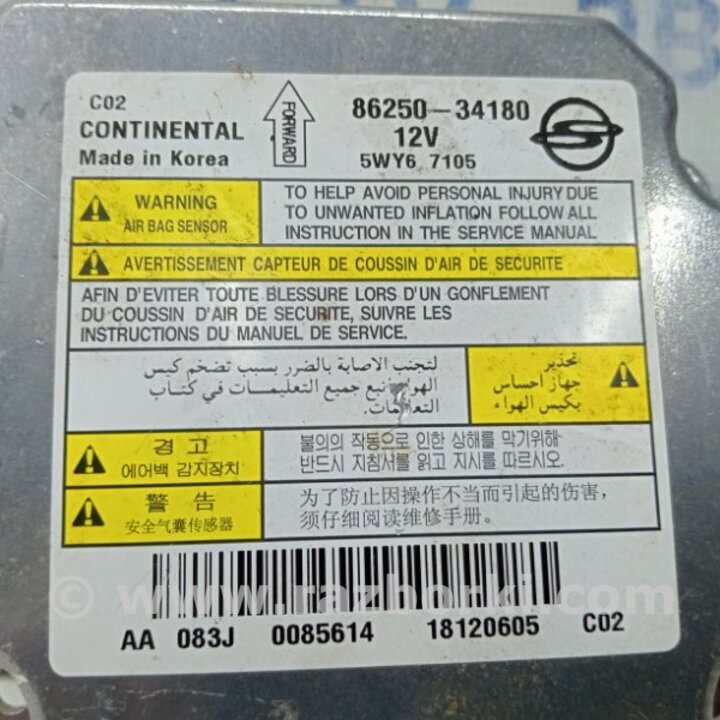 C02
CONTINENTAL
Made in Korea
FORWARD
86250-34180
12V
5WY6 7105
WARNING
AIR BAG SENSOR
TO HELP AVOID PERSONAL INJURY DUE
TO UNWANTED INFLATION FOLLOW ALL
INSTRUCTION IN THE SERVICE MANUAL
AVERTISSEMENT CAPTEUR DE COUSSIN D'AIR DE SECURITE
AFIN D'EVITER TOUTE BLESSURE LORS D'UN GONFLEMENT
DU COUSSIN D'AIR DE SECURITE, SUIVRE LES
INSTRUCTIONS DU MANUEL DE SERVICE.
تحذير
جهاز احساس
بكيس الهواء
لتجنب الاصابة بالضرر بسبب تضخم كيس
الهواء اتبع جميع التعليمات في كتاب
التعليمات.
경 고
에어백 감지장치
불의의 작동으로 인한 상해를 막기위해
반드시 지침서를 읽고 지시를 따르시오.
警 告
安全气囊传感器
为了防止因操作不当而引起的伤害，
须仔细阅读维修手册。
© www.razborki.com
AA 083J 0085614 18120605 C02